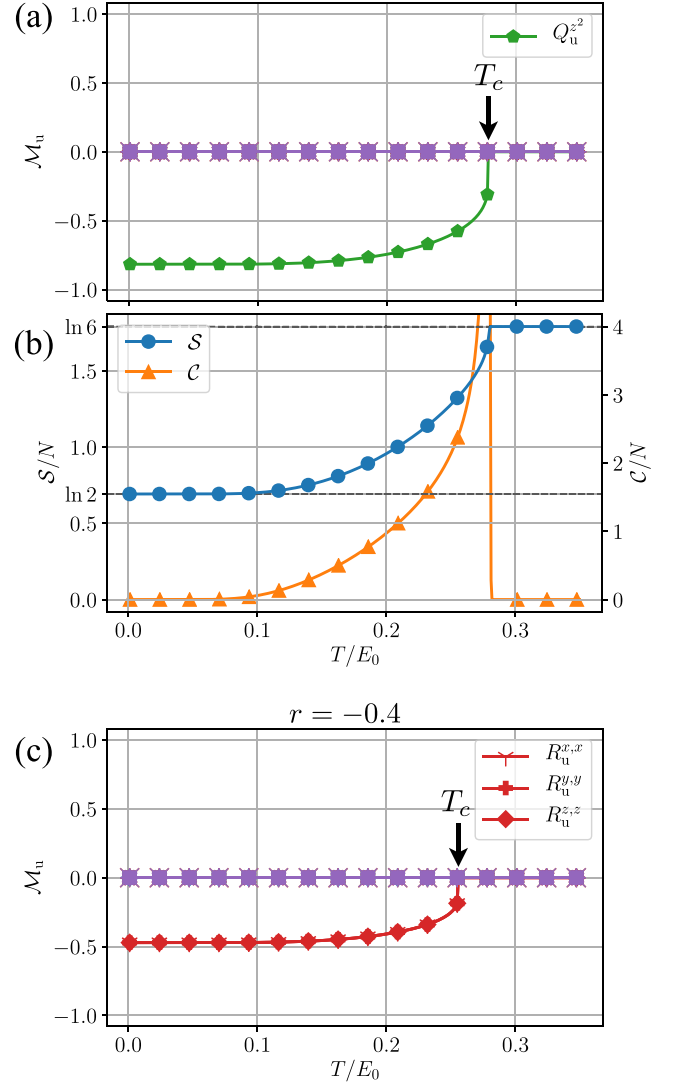 (a)
1.0
0.5
0.0
−0.5
−1.0
ℳ_u
Q_u^{z^2}
T_c
(b)
ln 6
1.5
1.0
ln 2
0.5
0.0
𝒮/N
𝒮
𝒞
4
3
2
1
0
𝒞/N
0.0 0.1 0.2 0.3
T/E_0
r = −0.4
(c)
1.0
0.5
0.0
−0.5
−1.0
ℳ_u
R_u^{x,x}
R_u^{y,y}
R_u^{z,z}
T_c
0.0 0.1 0.2 0.3
T/E_0